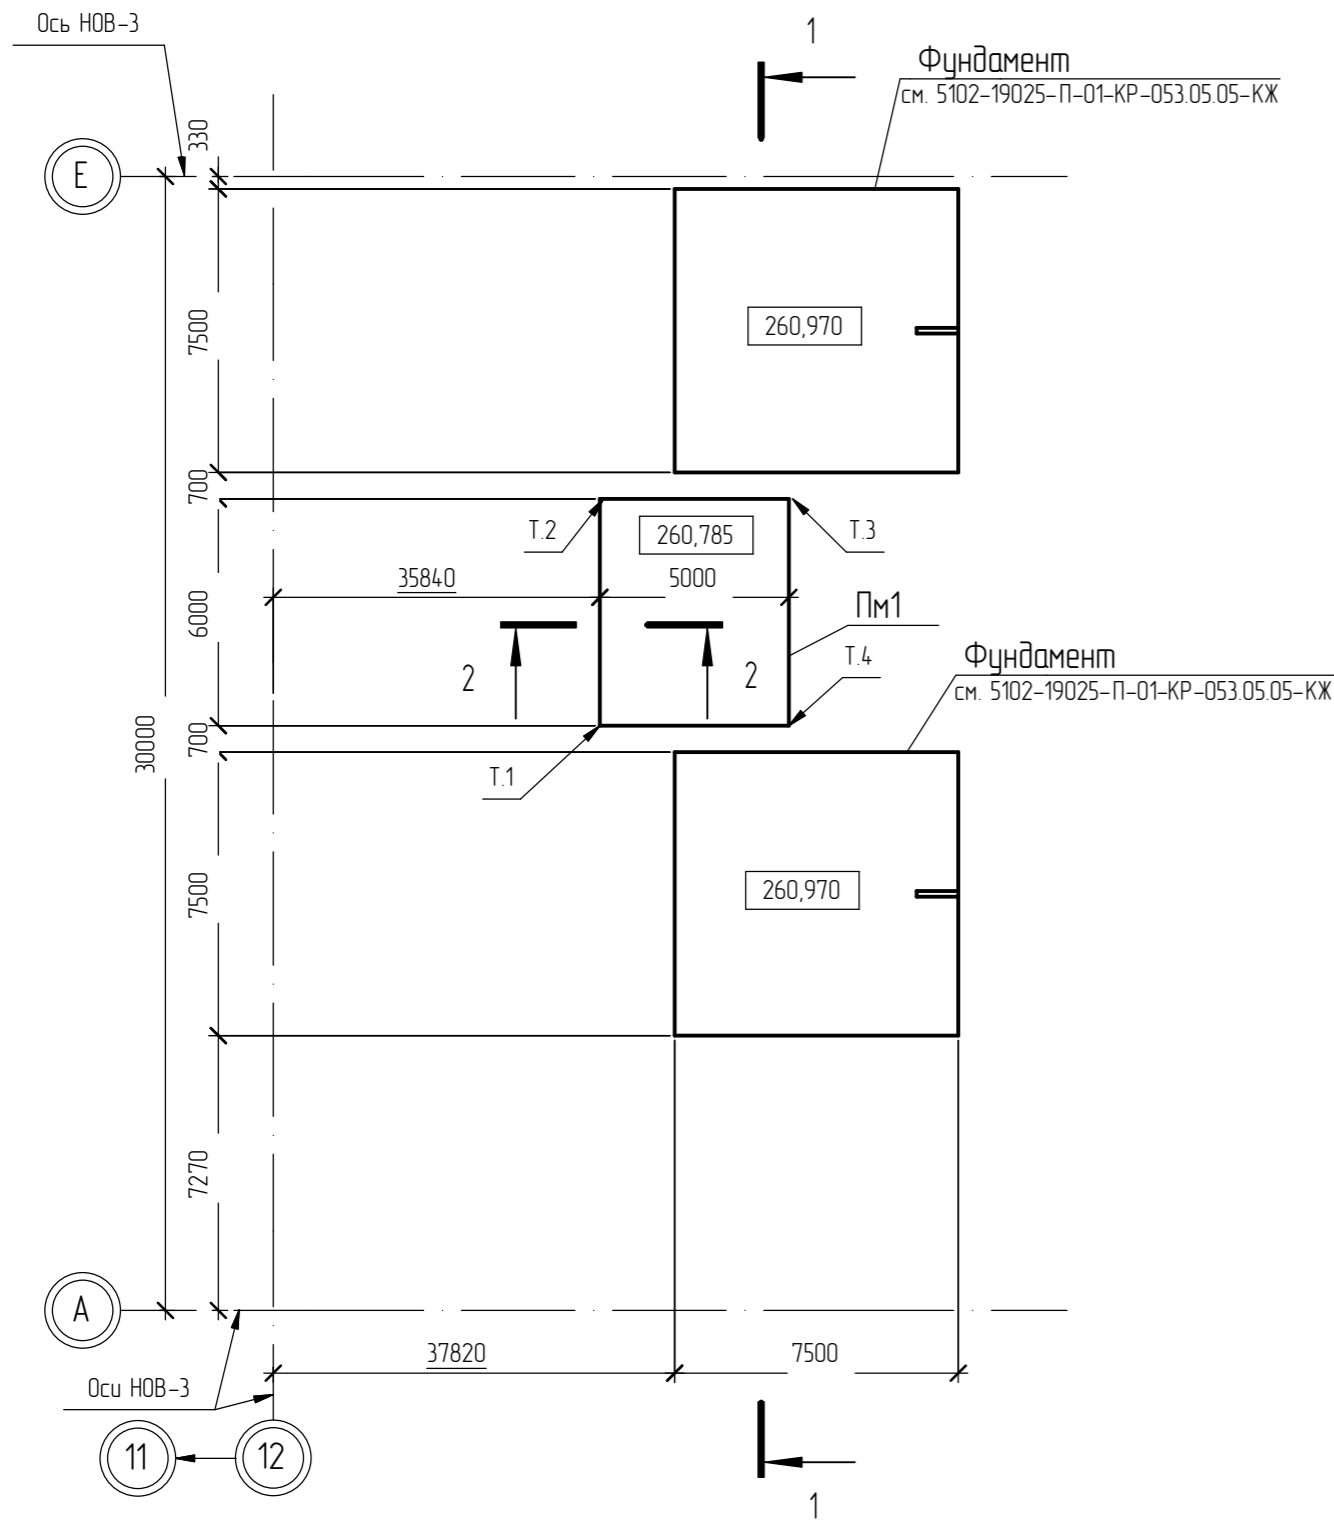 Ось НОВ-3
1
Фундамент
см. 5102-19025-П-01-КР-053.05.05-КЖ
330
Е
7500
260,970
700
Т.2
260,785
Т.3
35840
5000
6000
Пм1
2
2
Т.4
Фундамент
см. 5102-19025-П-01-КР-053.05.05-КЖ
30000
700
Т.1
7500
260,970
7270
А
37820
7500
Оси НОВ-3
11
12
1